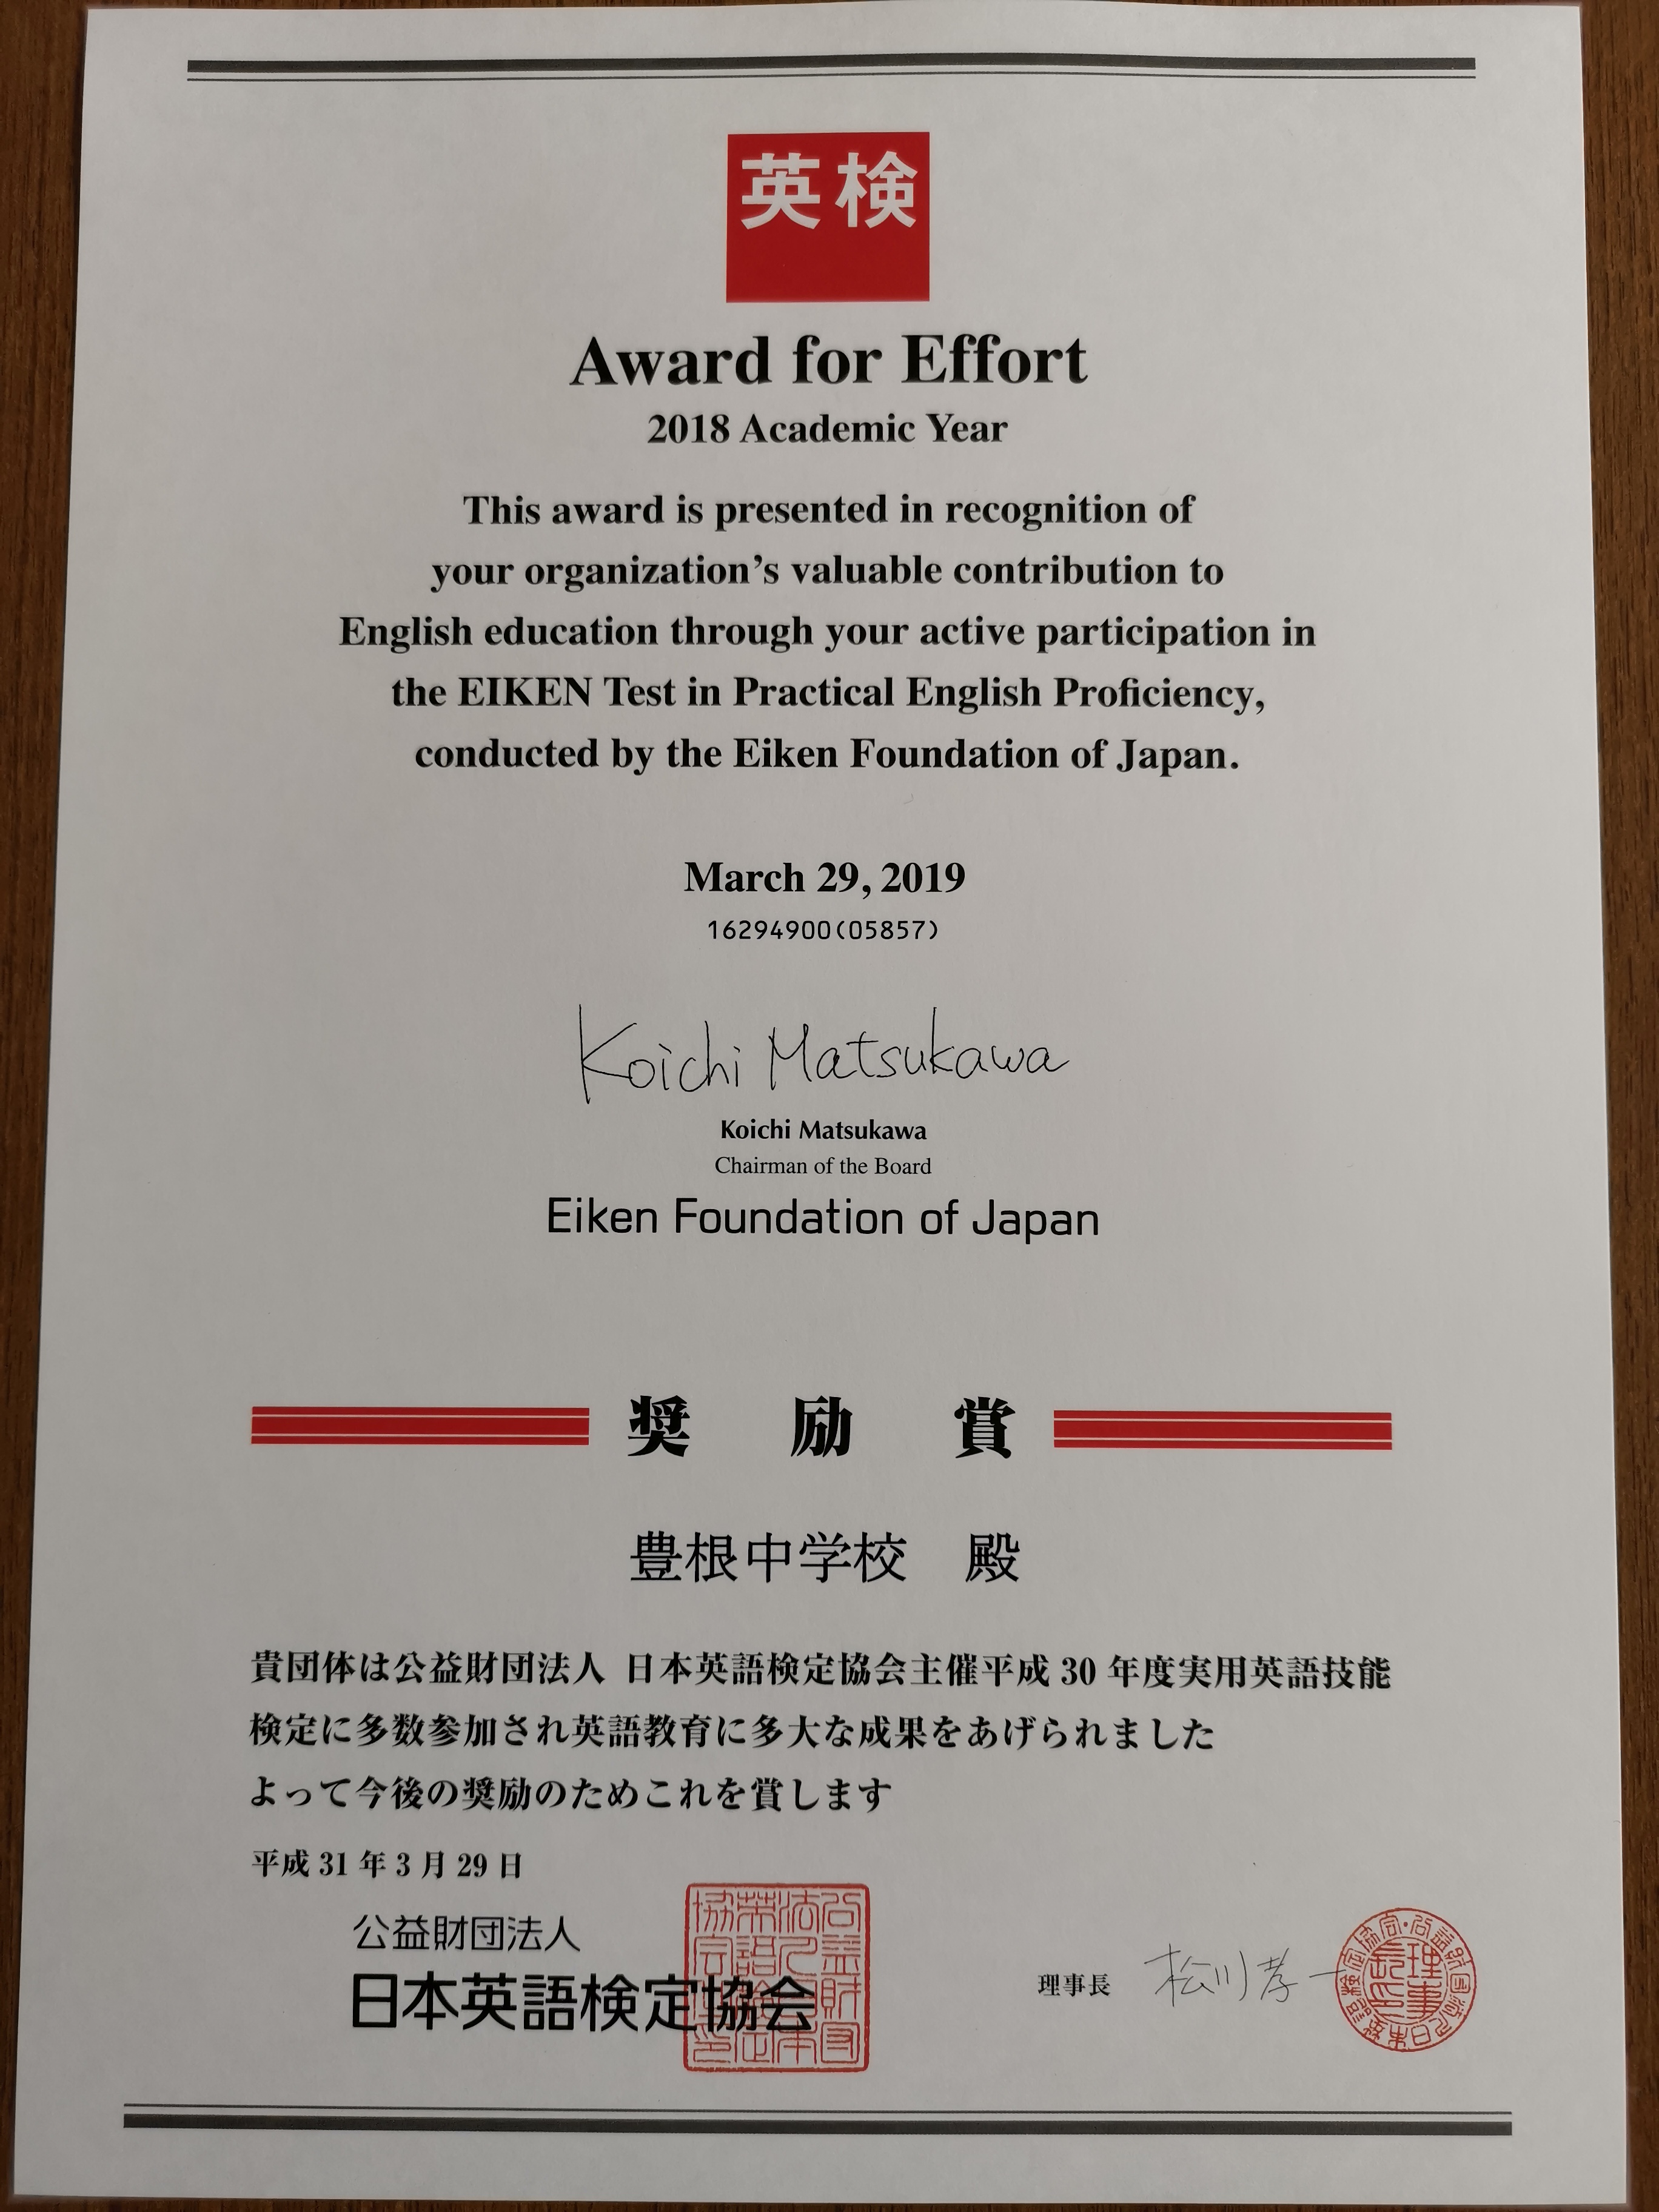 英検
Award for Effort
2018 Academic Year
This award is presented in recognition of
your organization's valuable contribution to
English education through your active participation in
the EIKEN Test in Practical English Proficiency,
conducted by the Eiken Foundation of Japan.
March 29, 2019
16294900(05857)
Koichi Matsukawa
Koichi Matsukawa
Chairman of the Board
Eiken Foundation of Japan
奨 励 賞
豊根中学校 殿
貴団体は公益財団法人 日本英語検定協会主催平成 30 年度実用英語技能
検定に多数参加され英語教育に多大な成果をあげられました
よって今後の奨励のためこれを賞します
平成 31 年 3 月 29 日
公益財団法人
日本英語検定協会
理事長 松川孝一